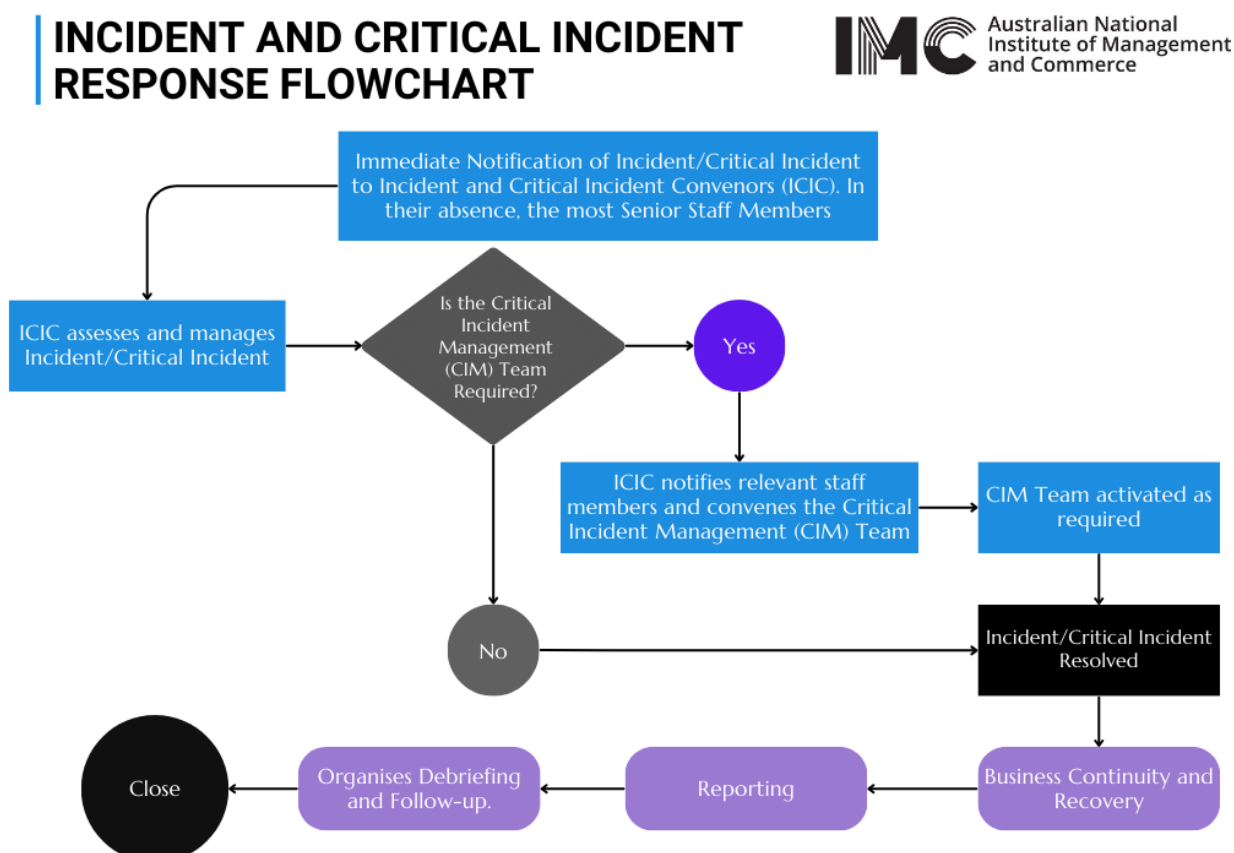 INCIDENT AND CRITICAL INCIDENT
RESPONSE FLOWCHART
IMC
Australian National
Institute of Management
and Commerce
Immediate Notification of Incident/Critical Incident
to Incident and Critical Incident Convenors (ICIC). In
their absence, the most Senior Staff Members
ICIC assesses and manages
Incident/Critical Incident
Is the Critical
Incident
Management
(CIM) Team
Required?
Yes
ICIC notifies relevant staff
members and convenes the Critical
Incident Management (CIM) Team
CIM Team activated as
required
No
Incident/Critical Incident
Resolved
Business Continuity and
Recovery
Reporting
Organises Debriefing
and Follow-up.
Close